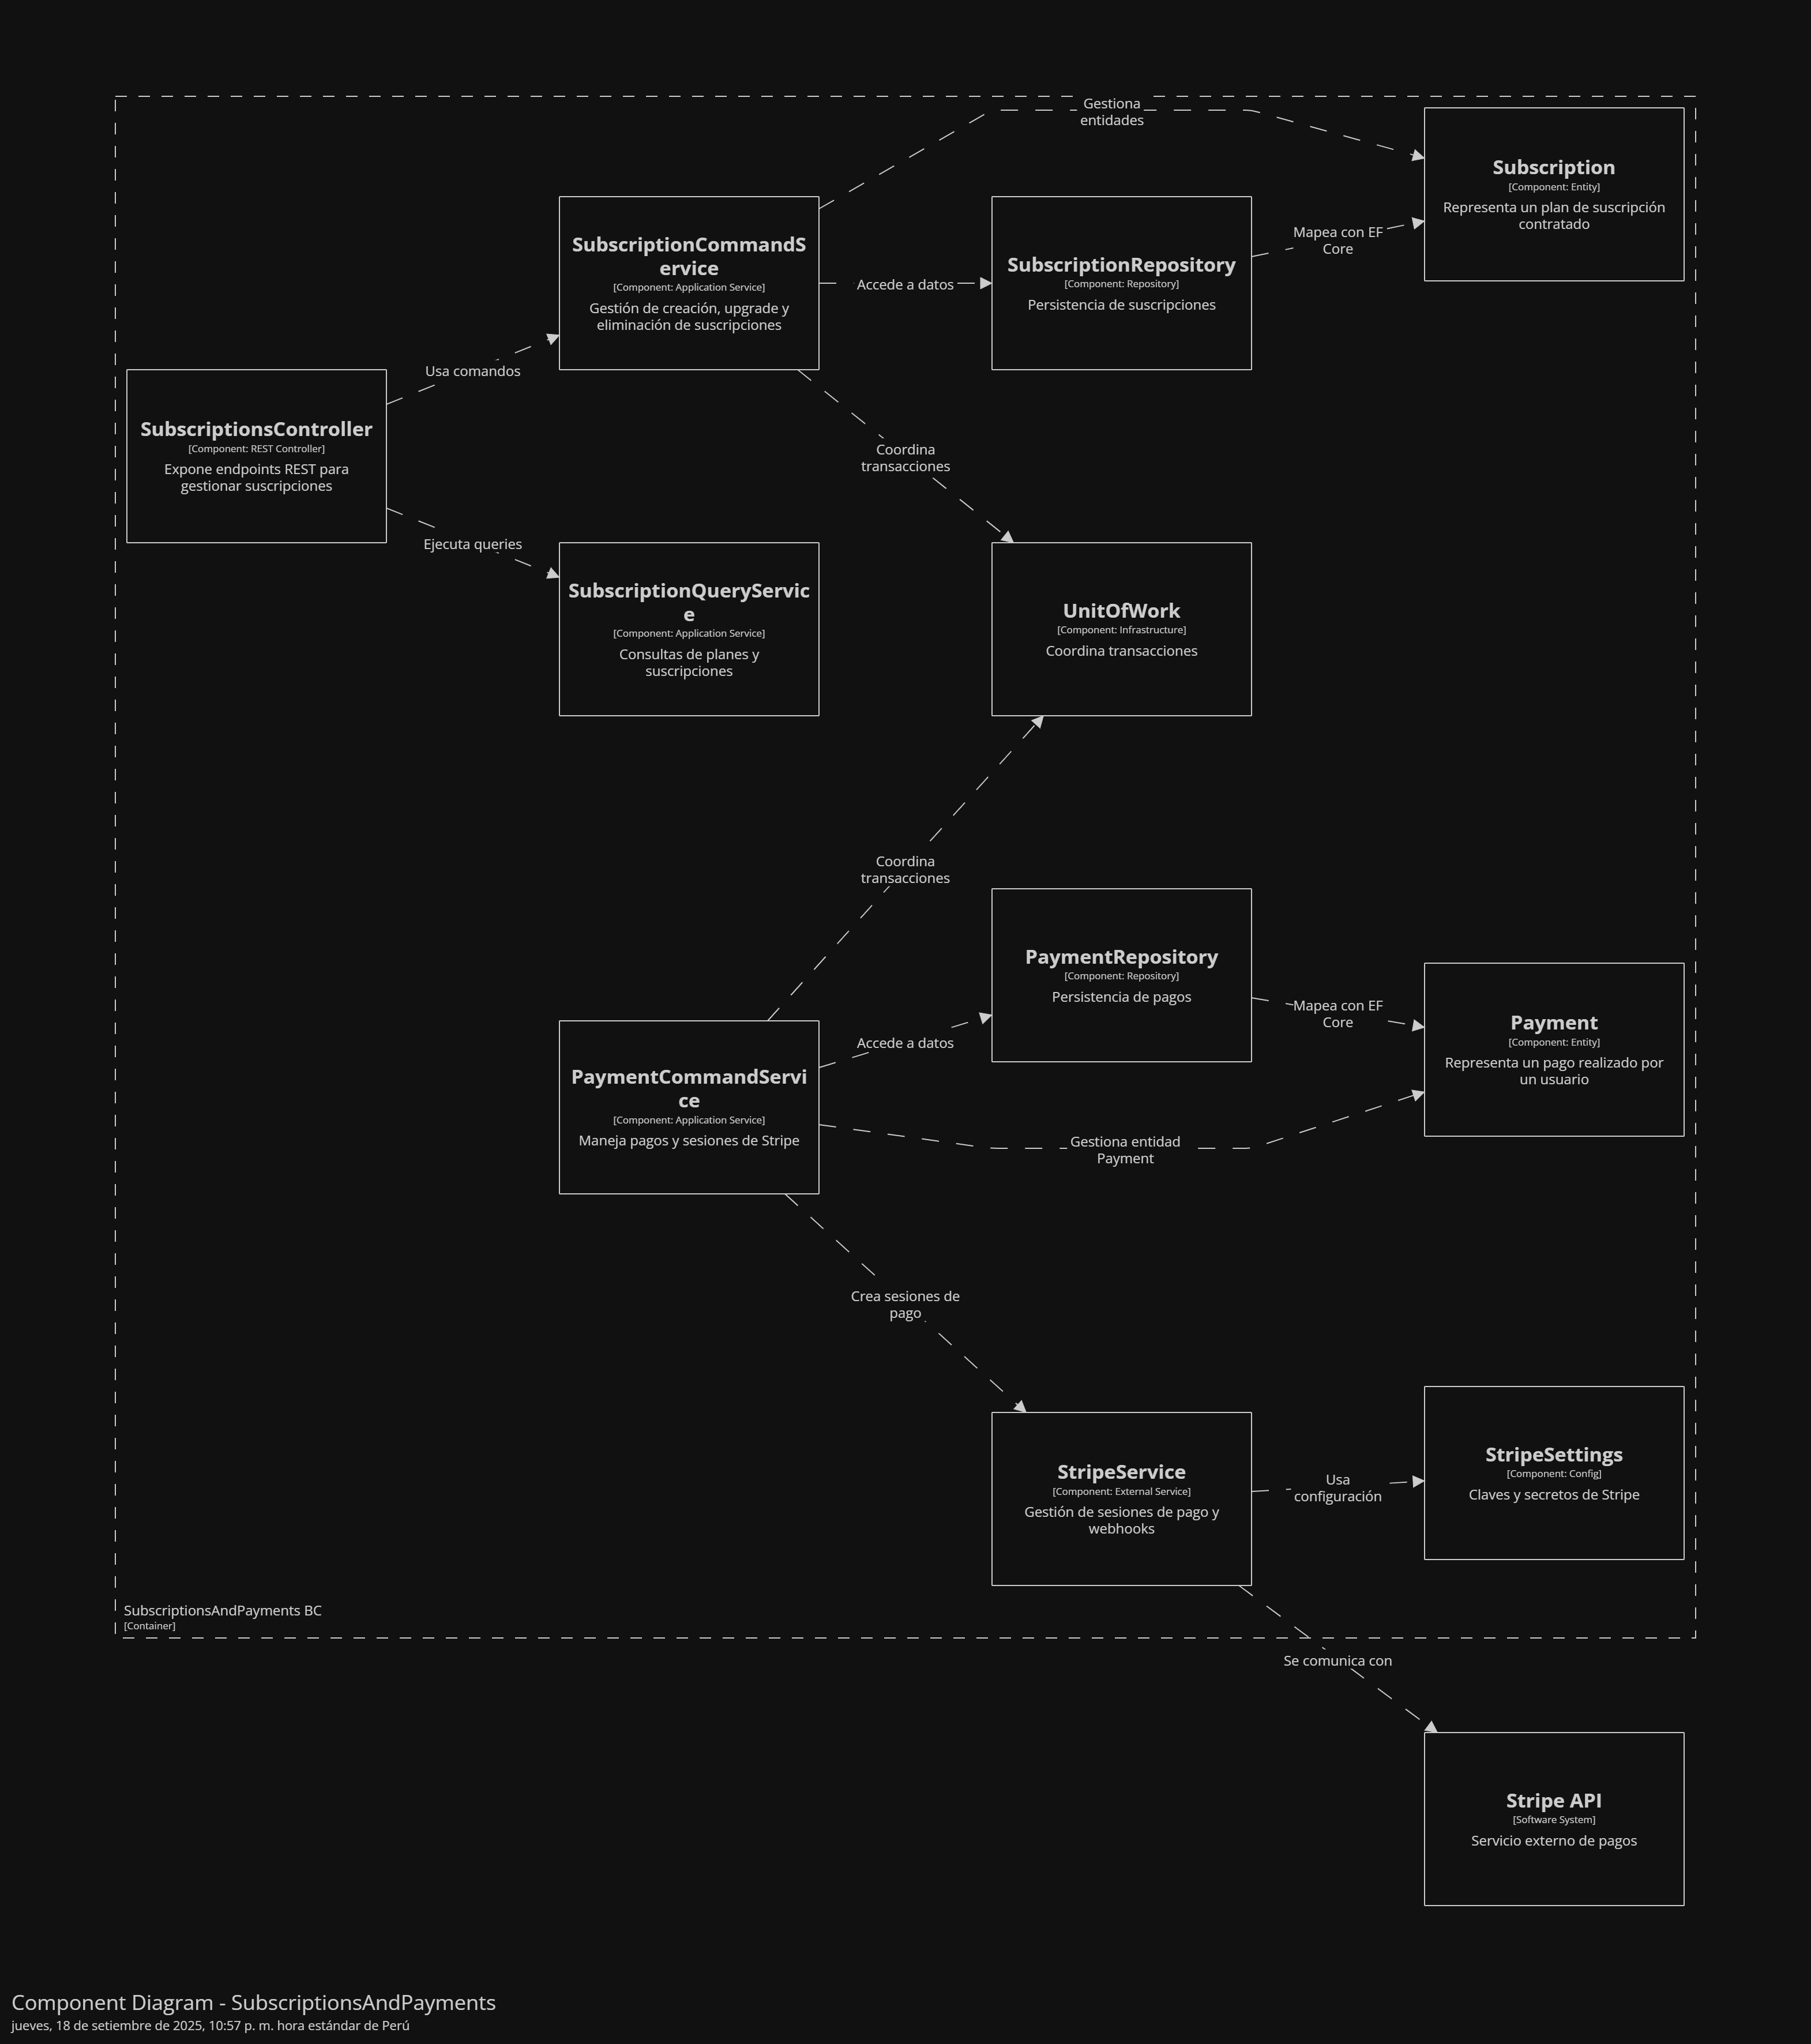 Gestiona
entidades
Subscription
[Component: Entity]
Representa un plan de suscripción
contratado
SubscriptionCommandS
ervice
[Component: Application Service]
Gestión de creación, upgrade y
eliminación de suscripciones
Accede a datos
SubscriptionRepository
[Component: Repository]
Persistencia de suscripciones
Mapea con EF
Core
Usa comandos
SubscriptionsController
[Component: REST Controller]
Expone endpoints REST para
gestionar suscripciones
Coordina
transacciones
Ejecuta queries
SubscriptionQueryServic
e
[Component: Application Service]
Consultas de planes y
suscripciones
UnitOfWork
[Component: Infrastructure]
Coordina transacciones
Coordina
transacciones
PaymentRepository
[Component: Repository]
Persistencia de pagos
Mapea con EF
Core
Payment
[Component: Entity]
Representa un pago realizado por
un usuario
Accede a datos
PaymentCommandServi
ce
[Component: Application Service]
Maneja pagos y sesiones de Stripe
Gestiona entidad
Payment
Crea sesiones de
pago
StripeService
[Component: External Service]
Gestión de sesiones de pago y
webhooks
Usa
configuración
StripeSettings
[Component: Config]
Claves y secretos de Stripe
SubscriptionsAndPayments BC
[Container]
Se comunica con
Stripe API
[Software System]
Servicio externo de pagos
Component Diagram - SubscriptionsAndPayments
jueves, 18 de setiembre de 2025, 10:57 p. m. hora estándar de Perú